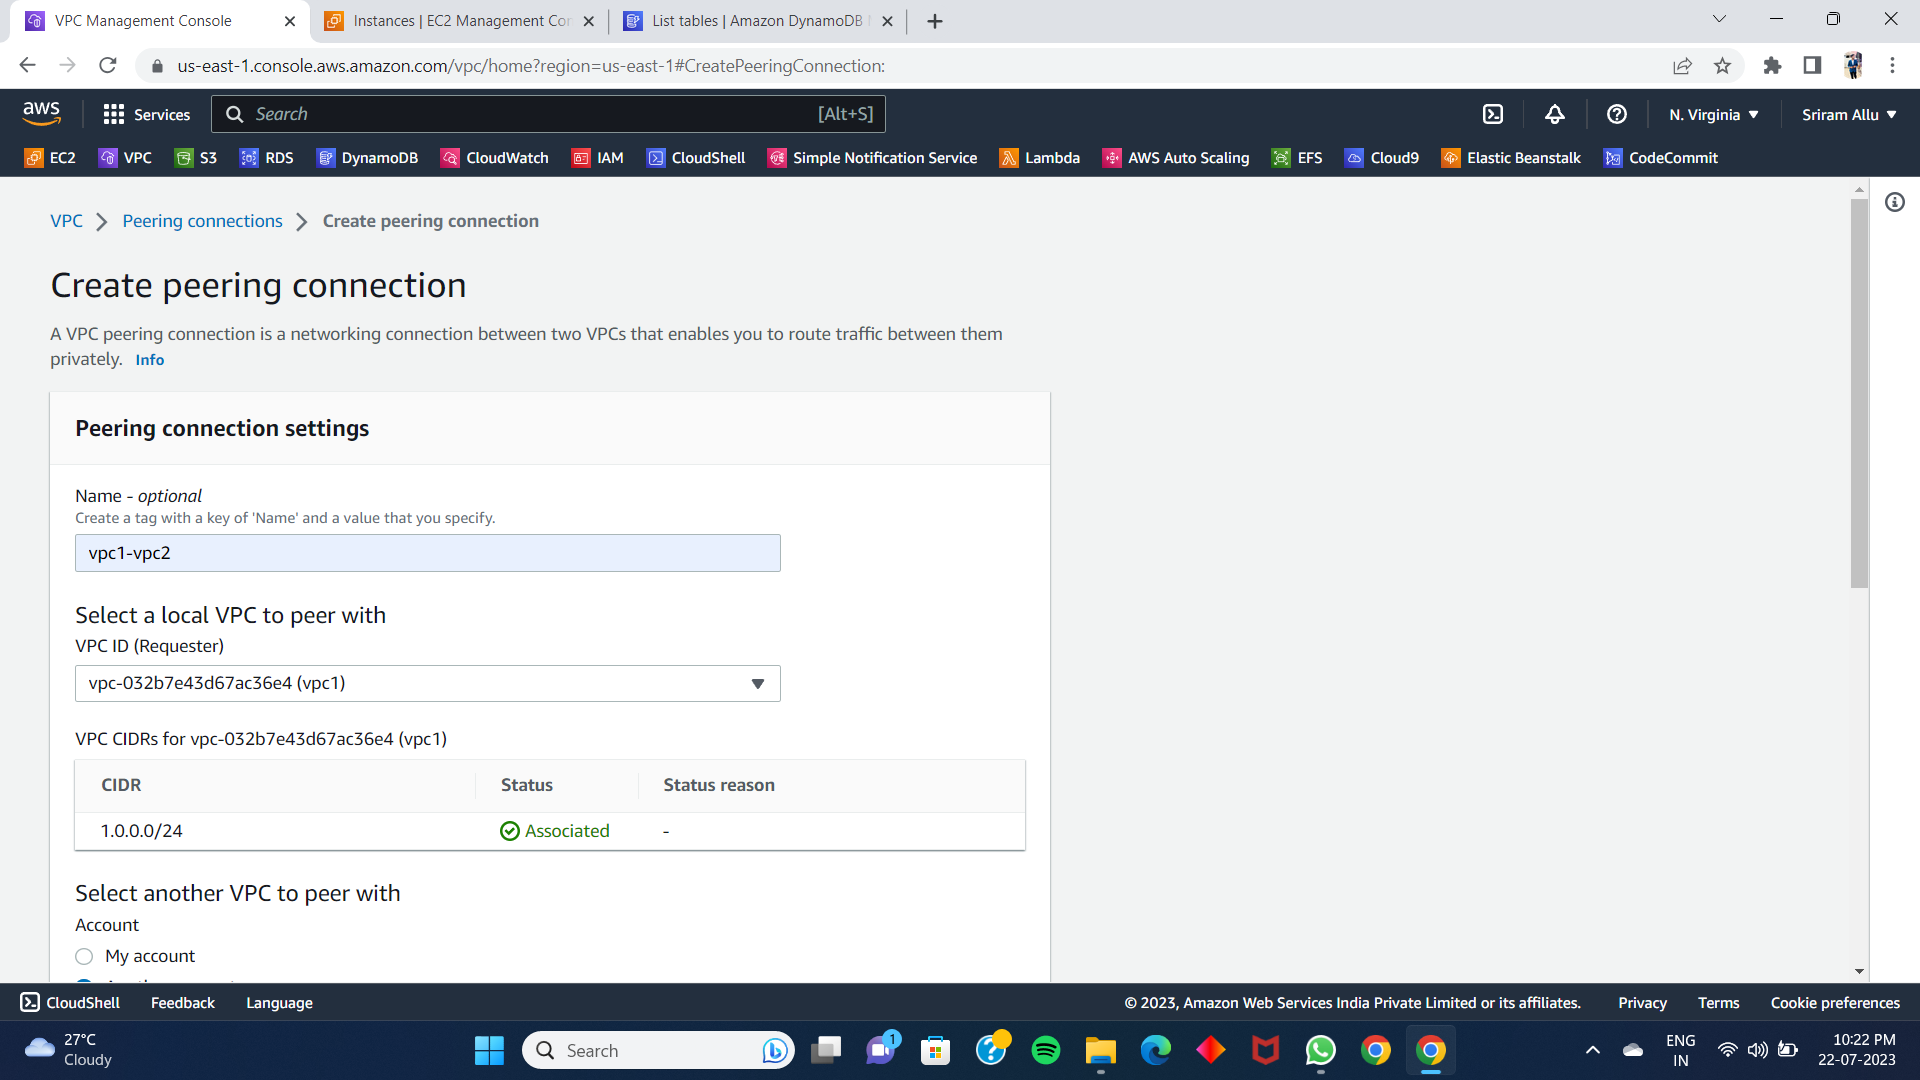 VPC Management Console
Instances | EC2 Management Con
List tables | Amazon DynamoDB
us-east-1.console.aws.amazon.com/vpc/home?region=us-east-1#CreatePeeringConnection:
aws
Services
Search
[Alt+S]
N. Virginia
Sriram Allu
EC2
VPC
S3
RDS
DynamoDB
CloudWatch
IAM
CloudShell
Simple Notification Service
Lambda
AWS Auto Scaling
EFS
Cloud9
Elastic Beanstalk
CodeCommit
VPC
Peering connections
Create peering connection
Create peering connection
A VPC peering connection is a networking connection between two VPCs that enables you to route traffic between them
privately. Info
Peering connection settings
Name - optional
Create a tag with a key of 'Name' and a value that you specify.
vpc1-vpc2
Select a local VPC to peer with
VPC ID (Requester)
vpc-032b7e43d67ac36e4 (vpc1)
VPC CIDRs for vpc-032b7e43d67ac36e4 (vpc1)
CIDR
Status
Status reason
1.0.0.0/24
Associated
-
Select another VPC to peer with
Account
My account
CloudShell
Feedback
Language
© 2023, Amazon Web Services India Private Limited or its affiliates.
Privacy
Terms
Cookie preferences
27°C
Cloudy
Search
1
ENG
IN
10:22 PM
22-07-2023